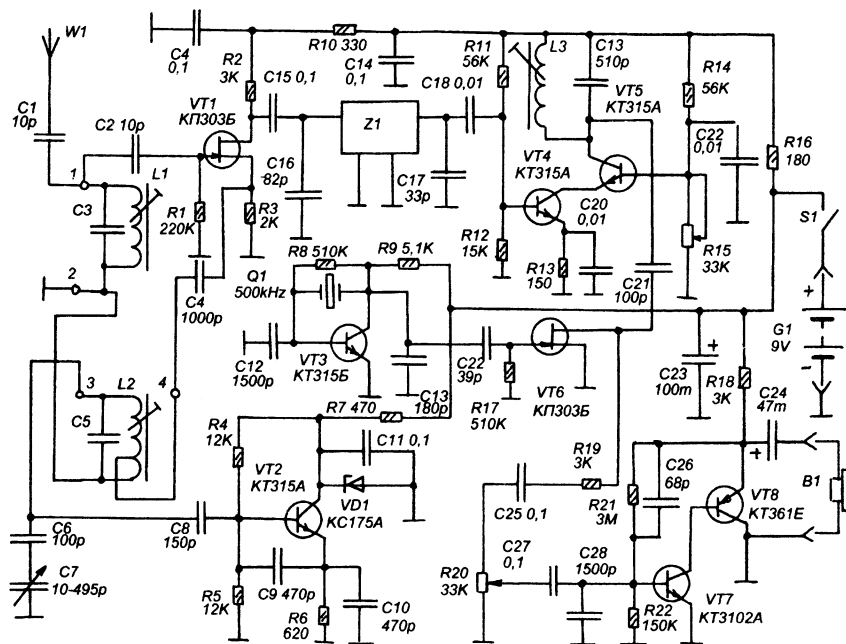 W1
C1
10p
C4
0,1
R2
3K
R10 330
C14
0,1
C15 0,1
VT1
КП303Б
C2 10p
1
L1
C3
R1
220K
R3
2K
C16
82p
Z1
C17
33p
C18 0,01
R11
56K
L3
C13
510p
VT5
KT315A
VT4
KT315A
R14
56K
C22
0,01
R16
180
R12
15K
R13
150
C20
0,01
C21
100p
R15
33K
S1
+
G1
9V
-
2
C4
1000p
R8 510K
R9 5,1K
Q1
500kHz
C12
1500p
VT3
КТ315Б
C13
180p
C22
39p
R17
510K
VT6
КП303Б
C23
100m
+
R18
3K
C24
47m
+
B1
3
L2
4
C5
R4
12K
R7 470
C11 0,1
VT2
KT315A
VD1
KC175A
C6
100p
C7
10-495p
C8
150p
R5
12K
C9 470p
R6
620
C10
470p
R19
3K
C25 0,1
R20
33K
C27
0,1
C28
1500p
R21
3M
C26
68p
VT8
KT361E
VT7
KT3102A
R22
150K